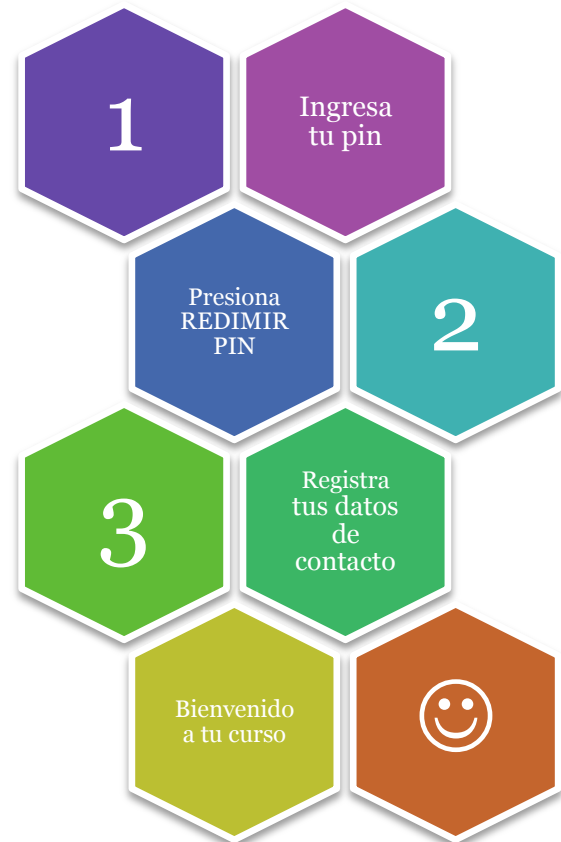 1
Ingresa
tu pin
Presiona
REDIMIR
PIN
2
3
Registra
tus datos
de
contacto
Bienvenido
a tu curso